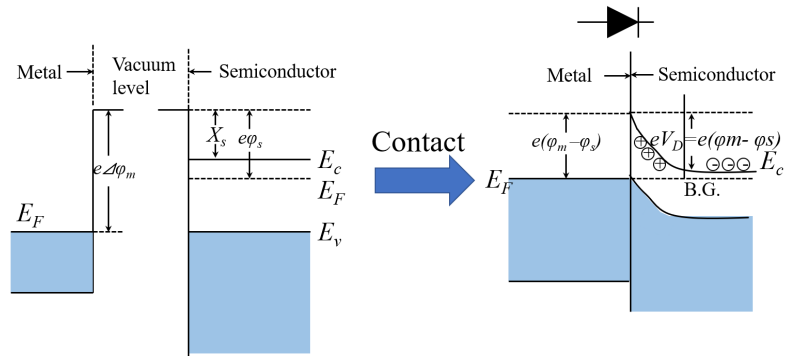 Metal
Vacuum
level
Semiconductor
X_s
eφ_s
E_c
eΔφ_m
E_F
E_F
E_v
Contact
Metal
Semiconductor
e(φ_m−φ_s)
eV_D=e(φm- φs)
E_c
E_F
B.G.
+
+
+
− − −